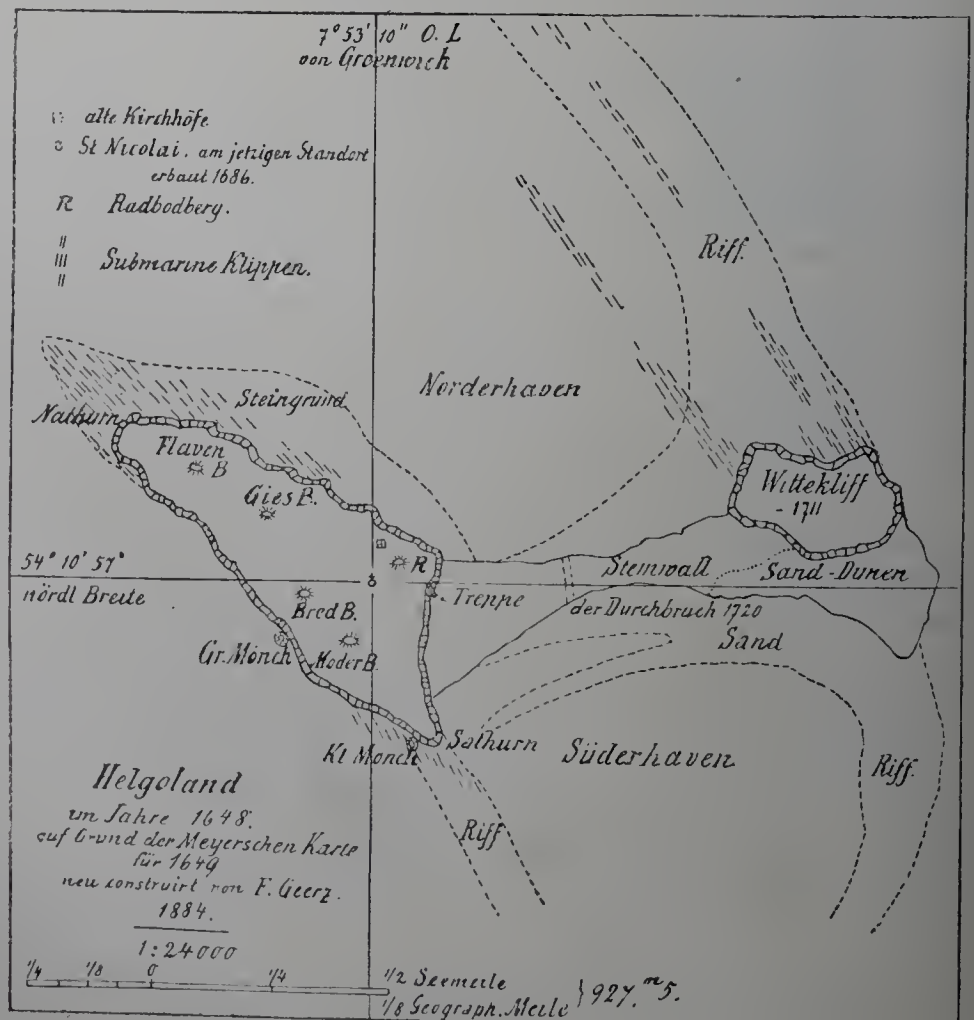 7° 53' 10" O. L
von Groenwich
alte Kirchhöfe
St Nicolai, am jetzigen Standort
erbaut 1686.
R Radbodberg.
Submarine Klippen.
Riff.
Norderhaven
Steingrund
Nathurn
Flaven
B
Gies B.
Wittekliff
- 1711
R
54° 10' 57"
nördl Breite
Steinwall
Sand-Dünen
Treppe
der Durchbruch 1720
Bred B.
Sand
Gr. Mönch
Moder B.
Sathurn
Kl Mönch
Süderhaven
Riff.
Riff
Helgoland
im Jahre 1648.
auf Grund der Meyerschen Karte
für 1649
neu construirt von F. Geerz.
1884.
1:24000
1/4 1/8 0 1/4 1/2 Seemeile
1/8 Geograph. Meile } 927.m5.